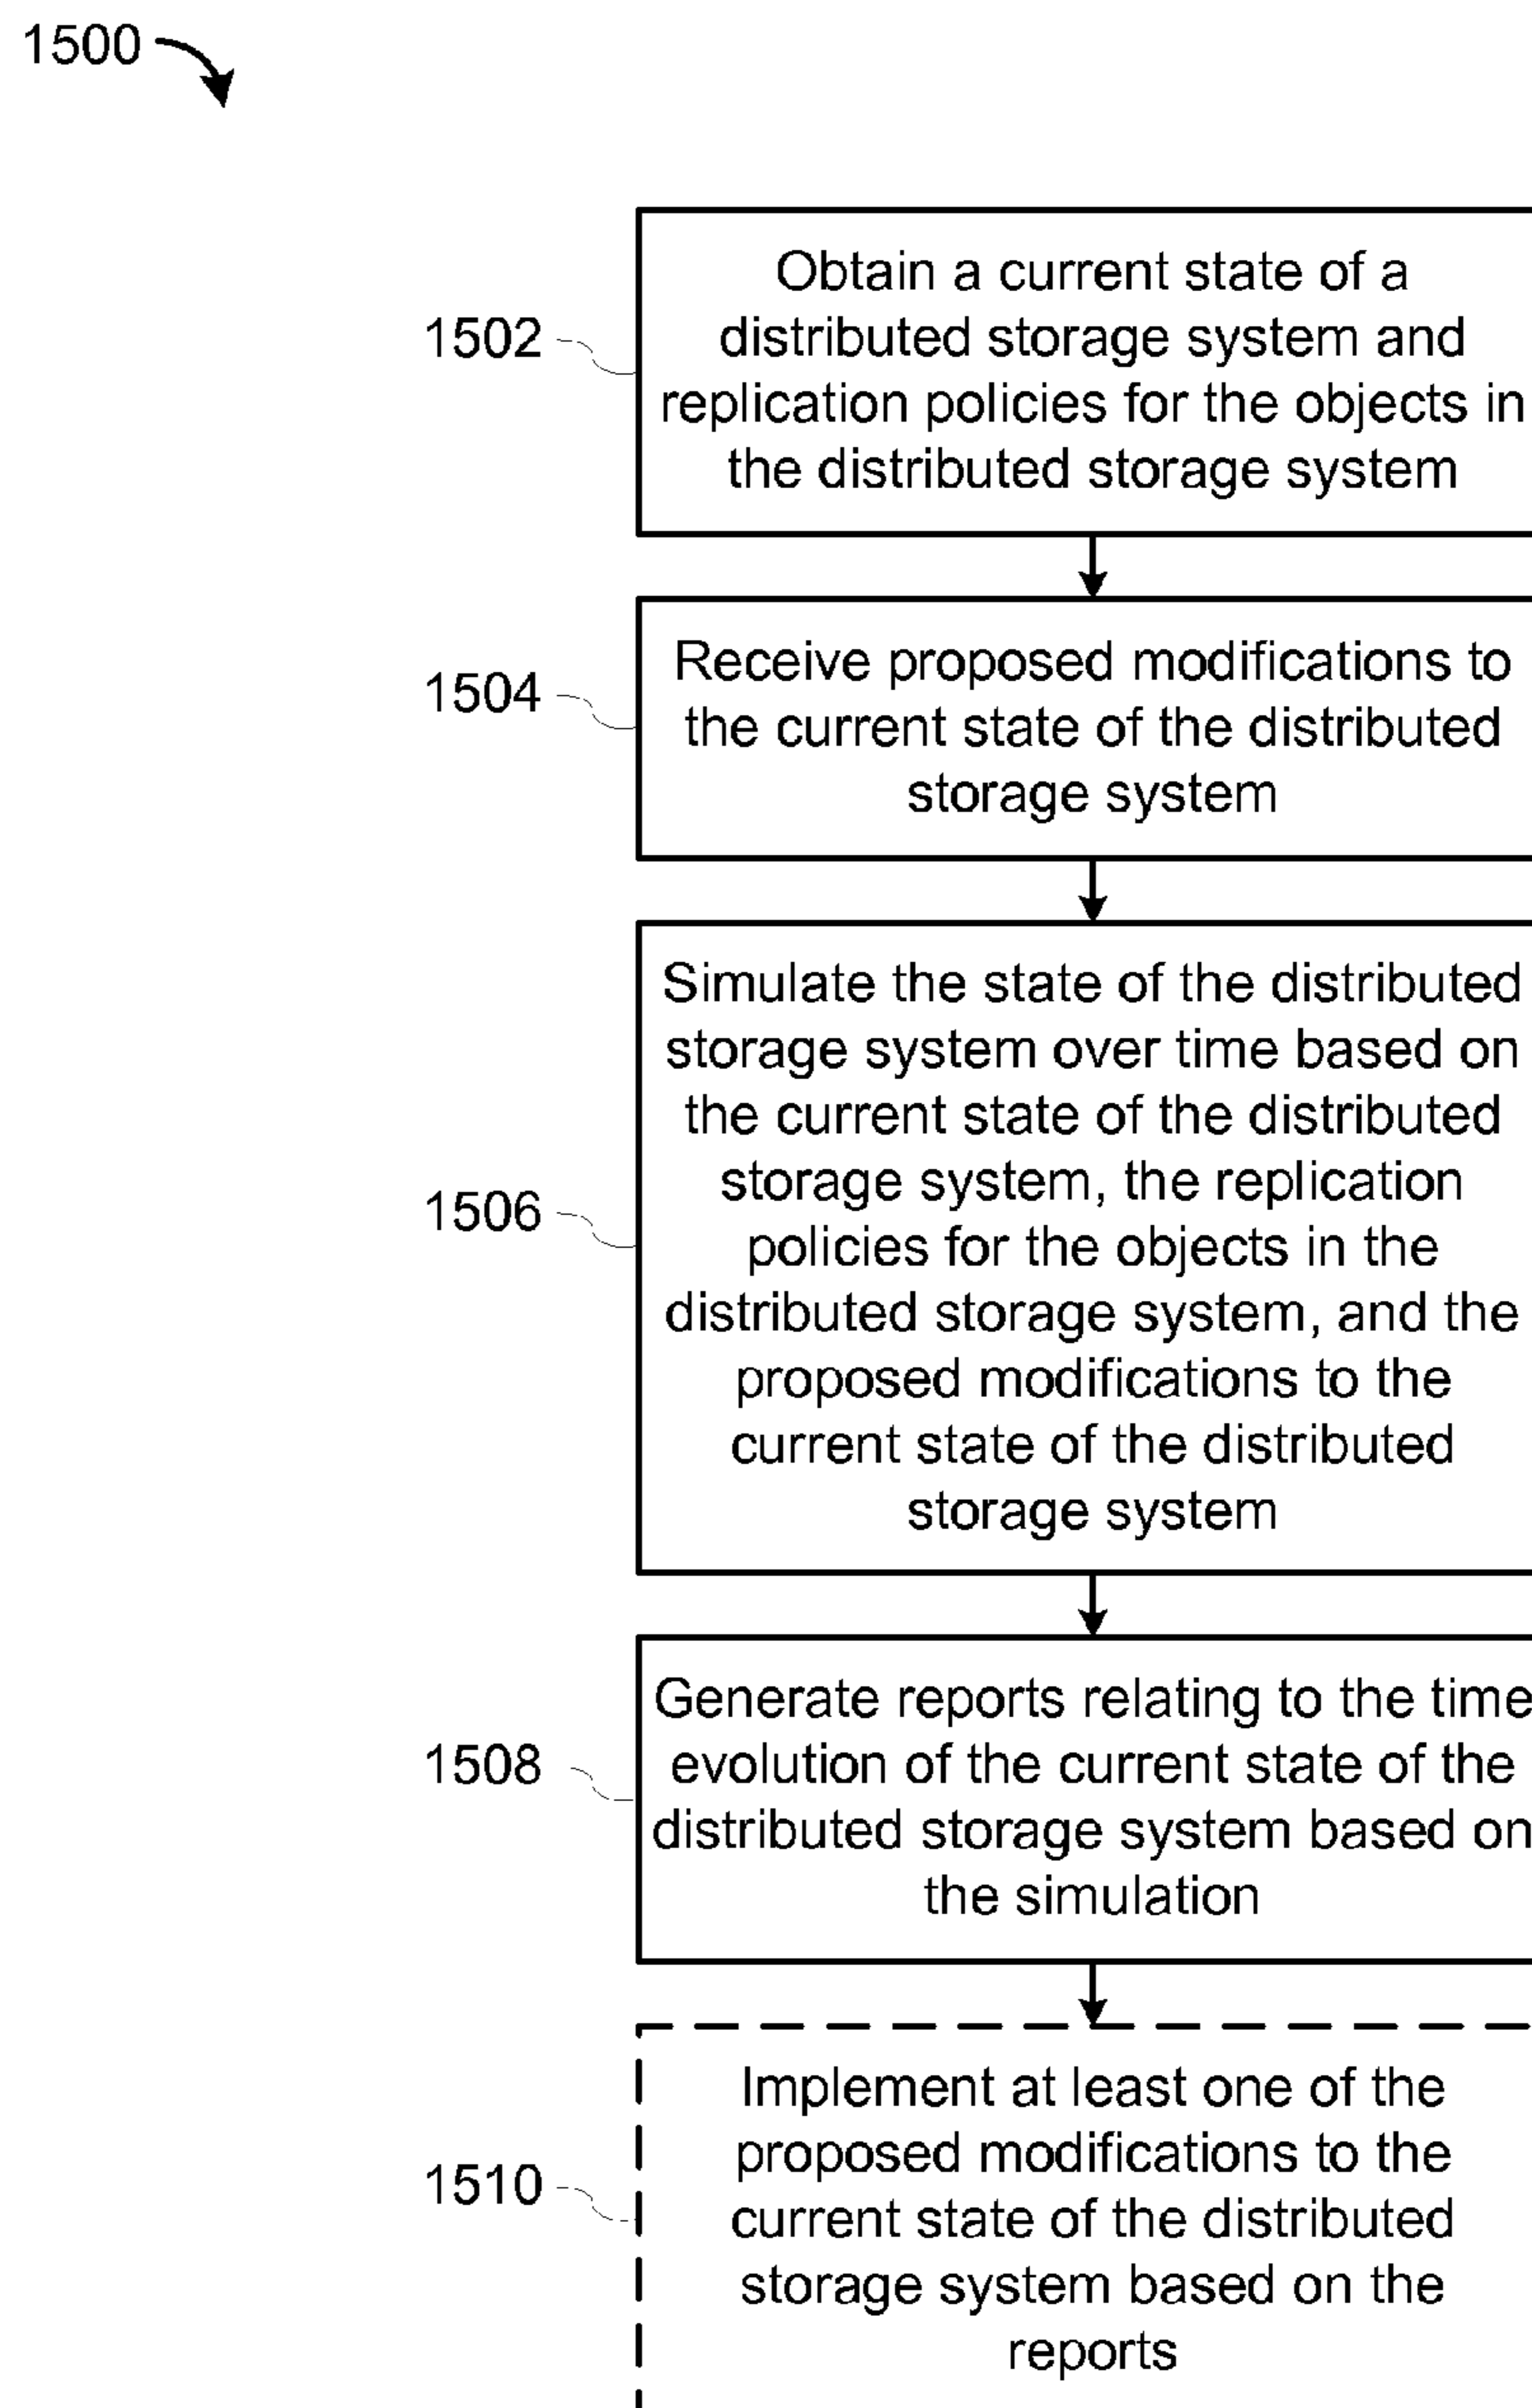 1500
1502
Obtain a current state of a
distributed storage system and
replication policies for the objects in
the distributed storage system
1504
Receive proposed modifications to
the current state of the distributed
storage system
1506
Simulate the state of the distributed
storage system over time based on
the current state of the distributed
storage system, the replication
policies for the objects in the
distributed storage system, and the
proposed modifications to the
current state of the distributed
storage system
1508
Generate reports relating to the time
evolution of the current state of the
distributed storage system based on
the simulation
1510
Implement at least one of the
proposed modifications to the
current state of the distributed
storage system based on the
reports